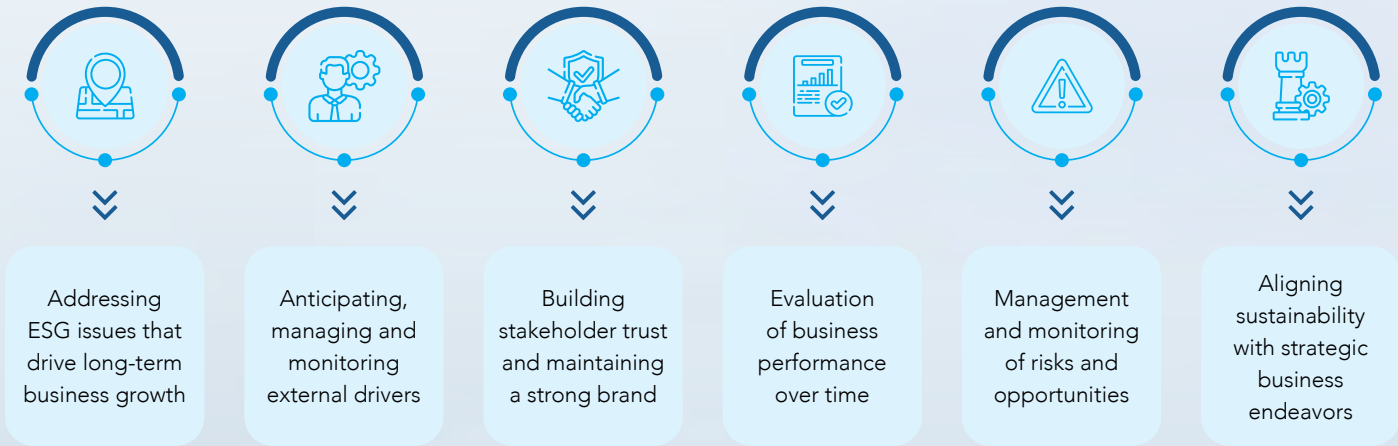 Addressing
ESG issues that
drive long-term
business growth
Anticipating,
managing and
monitoring
external drivers
Building
stakeholder trust
and maintaining
a strong brand
Evaluation
of business
performance
over time
Management
and monitoring
of risks and
opportunities
Aligning
sustainability
with strategic
business
endeavors